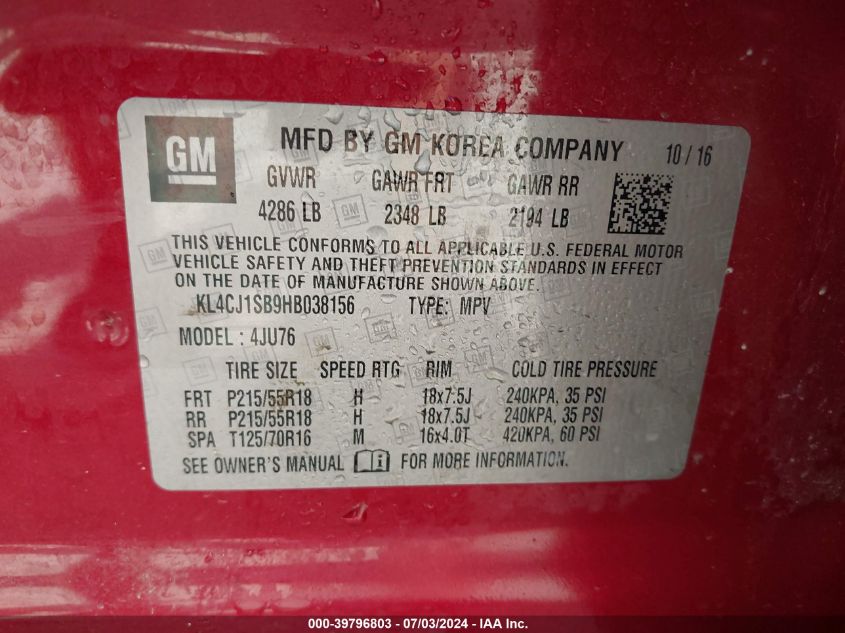 GM
MFD BY GM KOREA COMPANY 10 / 16
GVWR GAWR FRT GAWR RR
4286 LB 2348 LB 2194 LB
THIS VEHICLE CONFORMS TO ALL APPLICABLE U.S. FEDERAL MOTOR
VEHICLE SAFETY AND THEFT PREVENTION STANDARDS IN EFFECT
ON THE DATE OF MANUFACTURE SHOWN ABOVE.
KL4CJ1SB9HB038156 TYPE: MPV
MODEL : 4JU76
TIRE SIZE SPEED RTG RIM COLD TIRE PRESSURE
FRT P215/55R18 H 18x7.5J 240KPA, 35 PSI
RR P215/55R18 H 18x7.5J 240KPA, 35 PSI
SPA T125/70R16 M 16x4.0T 420KPA, 60 PSI
SEE OWNER'S MANUAL FOR MORE INFORMATION.
000-39796803 - 07/03/2024 - IAA Inc.